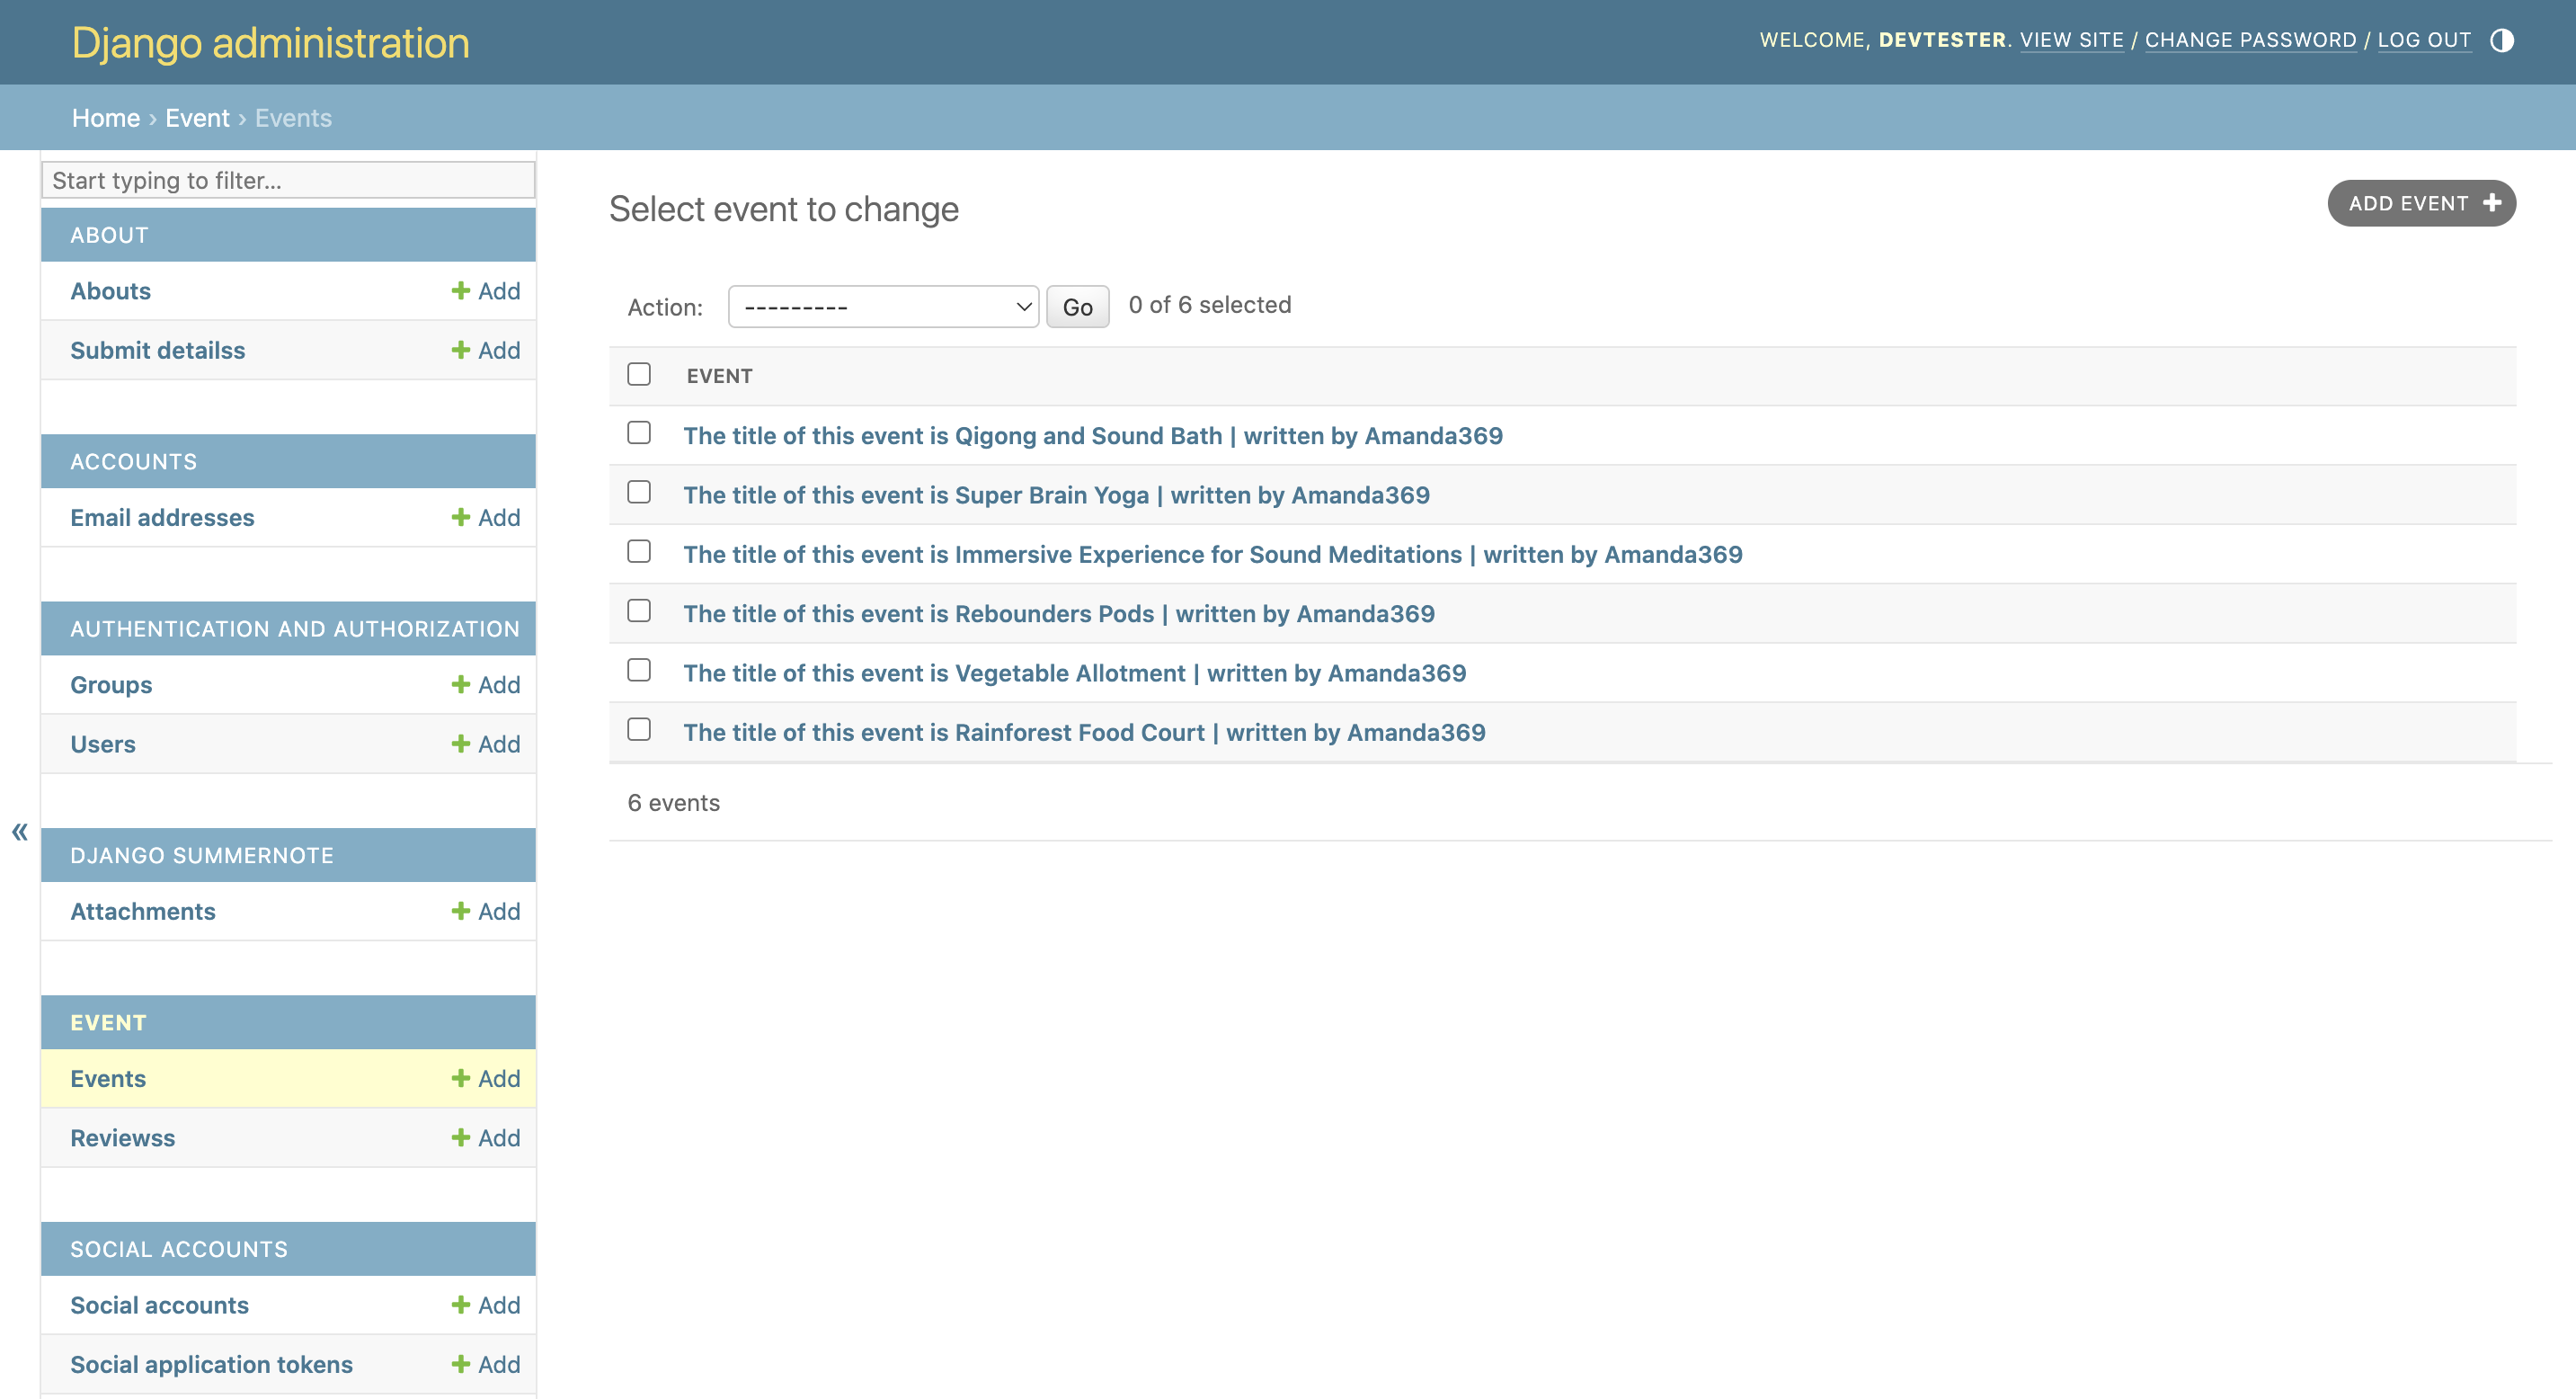 Django administration
WELCOME, DEVTESTER. VIEW SITE / CHANGE PASSWORD / LOG OUT
Home › Event › Events
Start typing to filter...
ABOUT
Abouts Add
Submit detailss Add
ACCOUNTS
Email addresses Add
AUTHENTICATION AND AUTHORIZATION
Groups Add
Users Add
DJANGO SUMMERNOTE
Attachments Add
EVENT
Events Add
Reviewss Add
SOCIAL ACCOUNTS
Social accounts Add
Social application tokens Add
«
Select event to change
ADD EVENT
Action: --------- Go 0 of 6 selected
EVENT
The title of this event is Qigong and Sound Bath | written by Amanda369
The title of this event is Super Brain Yoga | written by Amanda369
The title of this event is Immersive Experience for Sound Meditations | written by Amanda369
The title of this event is Rebounders Pods | written by Amanda369
The title of this event is Vegetable Allotment | written by Amanda369
The title of this event is Rainforest Food Court | written by Amanda369
6 events